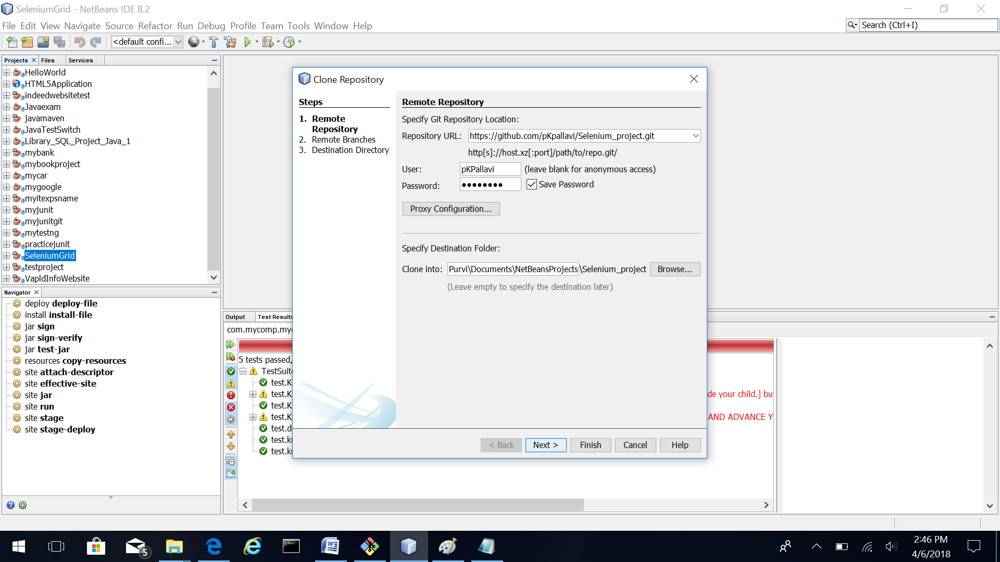 SeleniumGrid - NetBeans IDE 8.2
File Edit View Navigate Source Refactor Run Debug Profile Team Tools Window Help
Search (Ctrl+I)
<default confi...
Projects Files Services
HelloWorld
HTML5Application
indeedwebsitetest
Javaexam
javamaven
JavaTestSwitch
Library_SQL_Project_Java_1
mybank
mybookproject
mycar
mygoogle
myitexpsname
myjunit
myjunitgit
mytestng
practicejunit
SeleniumGrid
testproject
VapIdInfoWebsite
Navigator
deploy deploy-file
install install-file
jar sign
jar sign-verify
jar test-jar
resources copy-resources
site attach-descriptor
site effective-site
site jar
site run
site stage
site stage-deploy
Clone Repository
Steps
1. Remote Repository
2. Remote Branches
3. Destination Directory
Remote Repository
Specify Git Repository Location:
Repository URL: https://github.com/pKpallavi/Selenium_project.git
http[s]://host.xz[:port]/path/to/repo.git/
User: pKPallavi (leave blank for anonymous access)
Password: ●●●●●●●● Save Password
Proxy Configuration...
Specify Destination Folder:
Clone into: Purvi\Documents\NetBeansProjects\Selenium_project Browse...
(Leave empty to specify the destination later)
< Back Next > Finish Cancel Help
Output Test Results
com.mycomp.my
5 tests passed,
TestSuit
test.K
test.K de your child.] bu
test.K
test.K AND ADVANCE Y
test.d
test.k
test.k
5
2:46 PM
4/6/2018